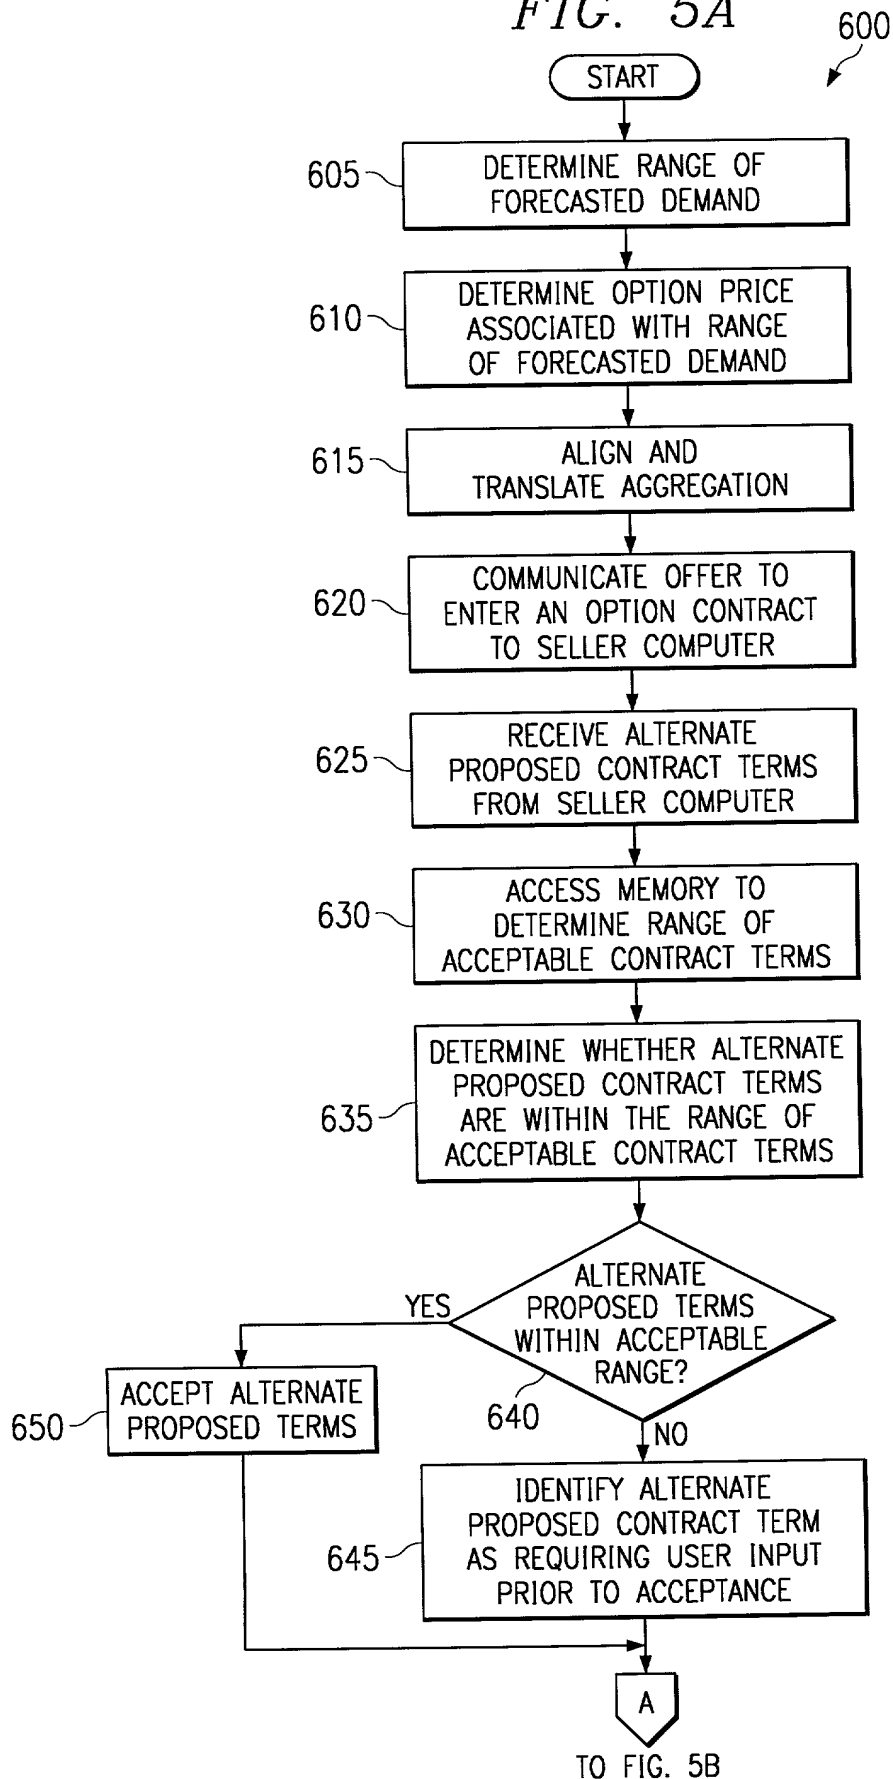 FIG. 5A
600
START
605
DETERMINE RANGE OF
FORECASTED DEMAND
610
DETERMINE OPTION PRICE
ASSOCIATED WITH RANGE
OF FORECASTED DEMAND
615
ALIGN AND
TRANSLATE AGGREGATION
620
COMMUNICATE OFFER TO
ENTER AN OPTION CONTRACT
TO SELLER COMPUTER
625
RECEIVE ALTERNATE
PROPOSED CONTRACT TERMS
FROM SELLER COMPUTER
630
ACCESS MEMORY TO
DETERMINE RANGE OF
ACCEPTABLE CONTRACT TERMS
635
DETERMINE WHETHER ALTERNATE
PROPOSED CONTRACT TERMS
ARE WITHIN THE RANGE OF
ACCEPTABLE CONTRACT TERMS
ALTERNATE
PROPOSED TERMS
WITHIN ACCEPTABLE
RANGE?
640
YES
650
ACCEPT ALTERNATE
PROPOSED TERMS
NO
645
IDENTIFY ALTERNATE
PROPOSED CONTRACT TERM
AS REQUIRING USER INPUT
PRIOR TO ACCEPTANCE
A
TO FIG. 5B